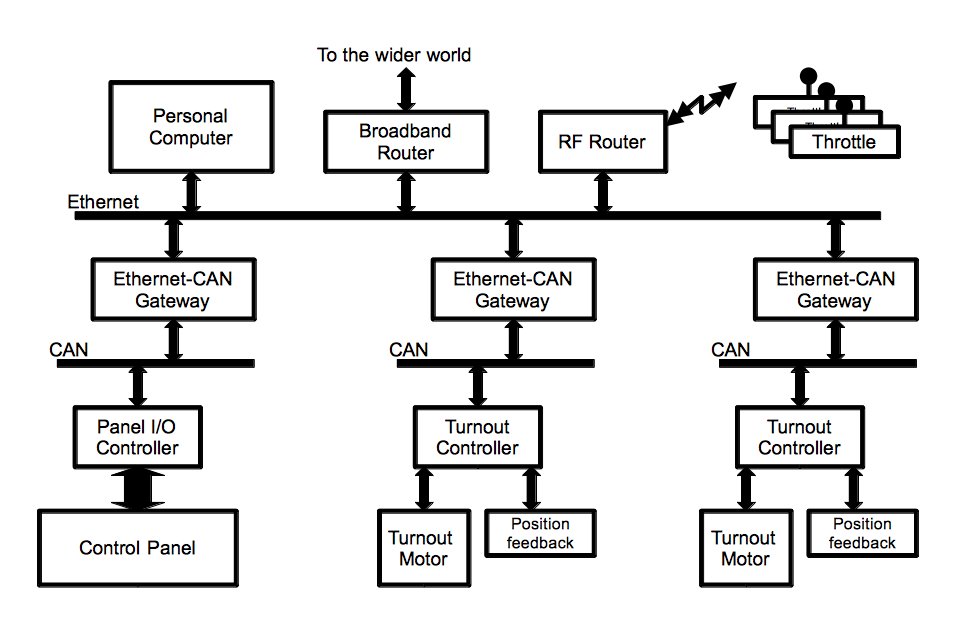 To the wider world
Personal
Computer
Broadband
Router
RF Router
Throttle
Ethernet
Ethernet-CAN
Gateway
Ethernet-CAN
Gateway
Ethernet-CAN
Gateway
CAN
CAN
CAN
Panel I/O
Controller
Turnout
Controller
Turnout
Controller
Control Panel
Turnout
Motor
Position
feedback
Turnout
Motor
Position
feedback